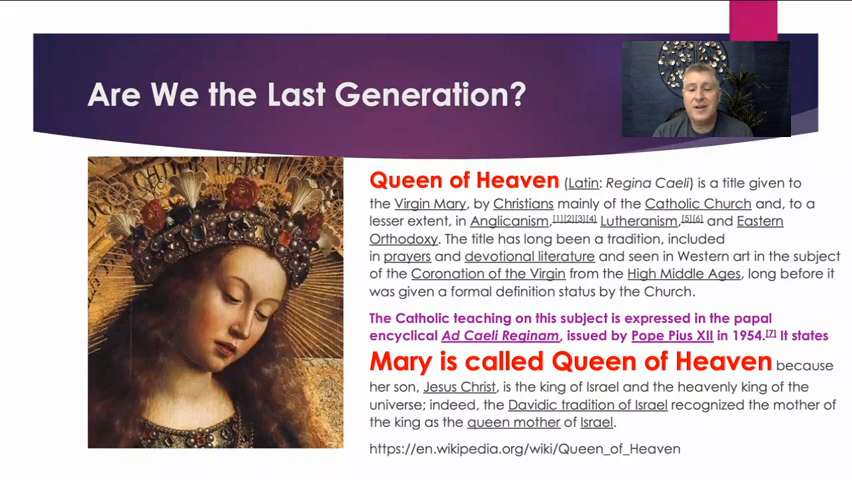 Are We the Last Generation?
Queen of Heaven (Latin: Regina Caeli) is a title given to
the Virgin Mary, by Christians mainly of the Catholic Church and, to a
lesser extent, in Anglicanism,[1][2][3][4] Lutheranism,[5][6] and Eastern
Orthodoxy. The title has long been a tradition, included
in prayers and devotional literature and seen in Western art in the subject
of the Coronation of the Virgin from the High Middle Ages, long before it
was given a formal definition status by the Church.
The Catholic teaching on this subject is expressed in the papal
encyclical Ad Caeli Reginam, issued by Pope Pius XII in 1954.[7] It states
Mary is called Queen of Heaven because
her son, Jesus Christ, is the king of Israel and the heavenly king of the
universe; indeed, the Davidic tradition of Israel recognized the mother of
the king as the queen mother of Israel.
https://en.wikipedia.org/wiki/Queen_of_Heaven